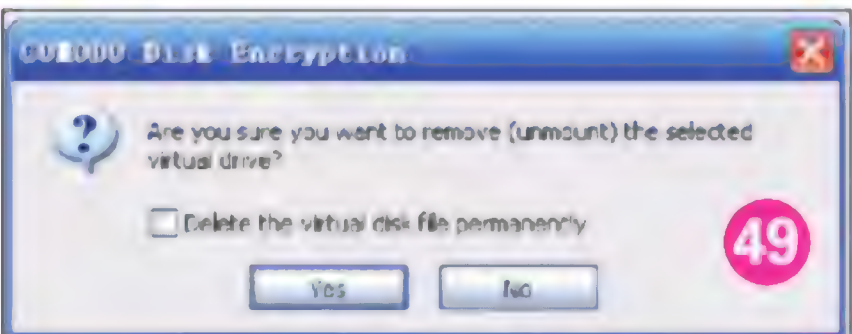 COMODO Disk Encryption
Are you sure you want to remove (unmount) the selected
virtual drive?
Delete the virtual disk file permanently
49
Yes
No